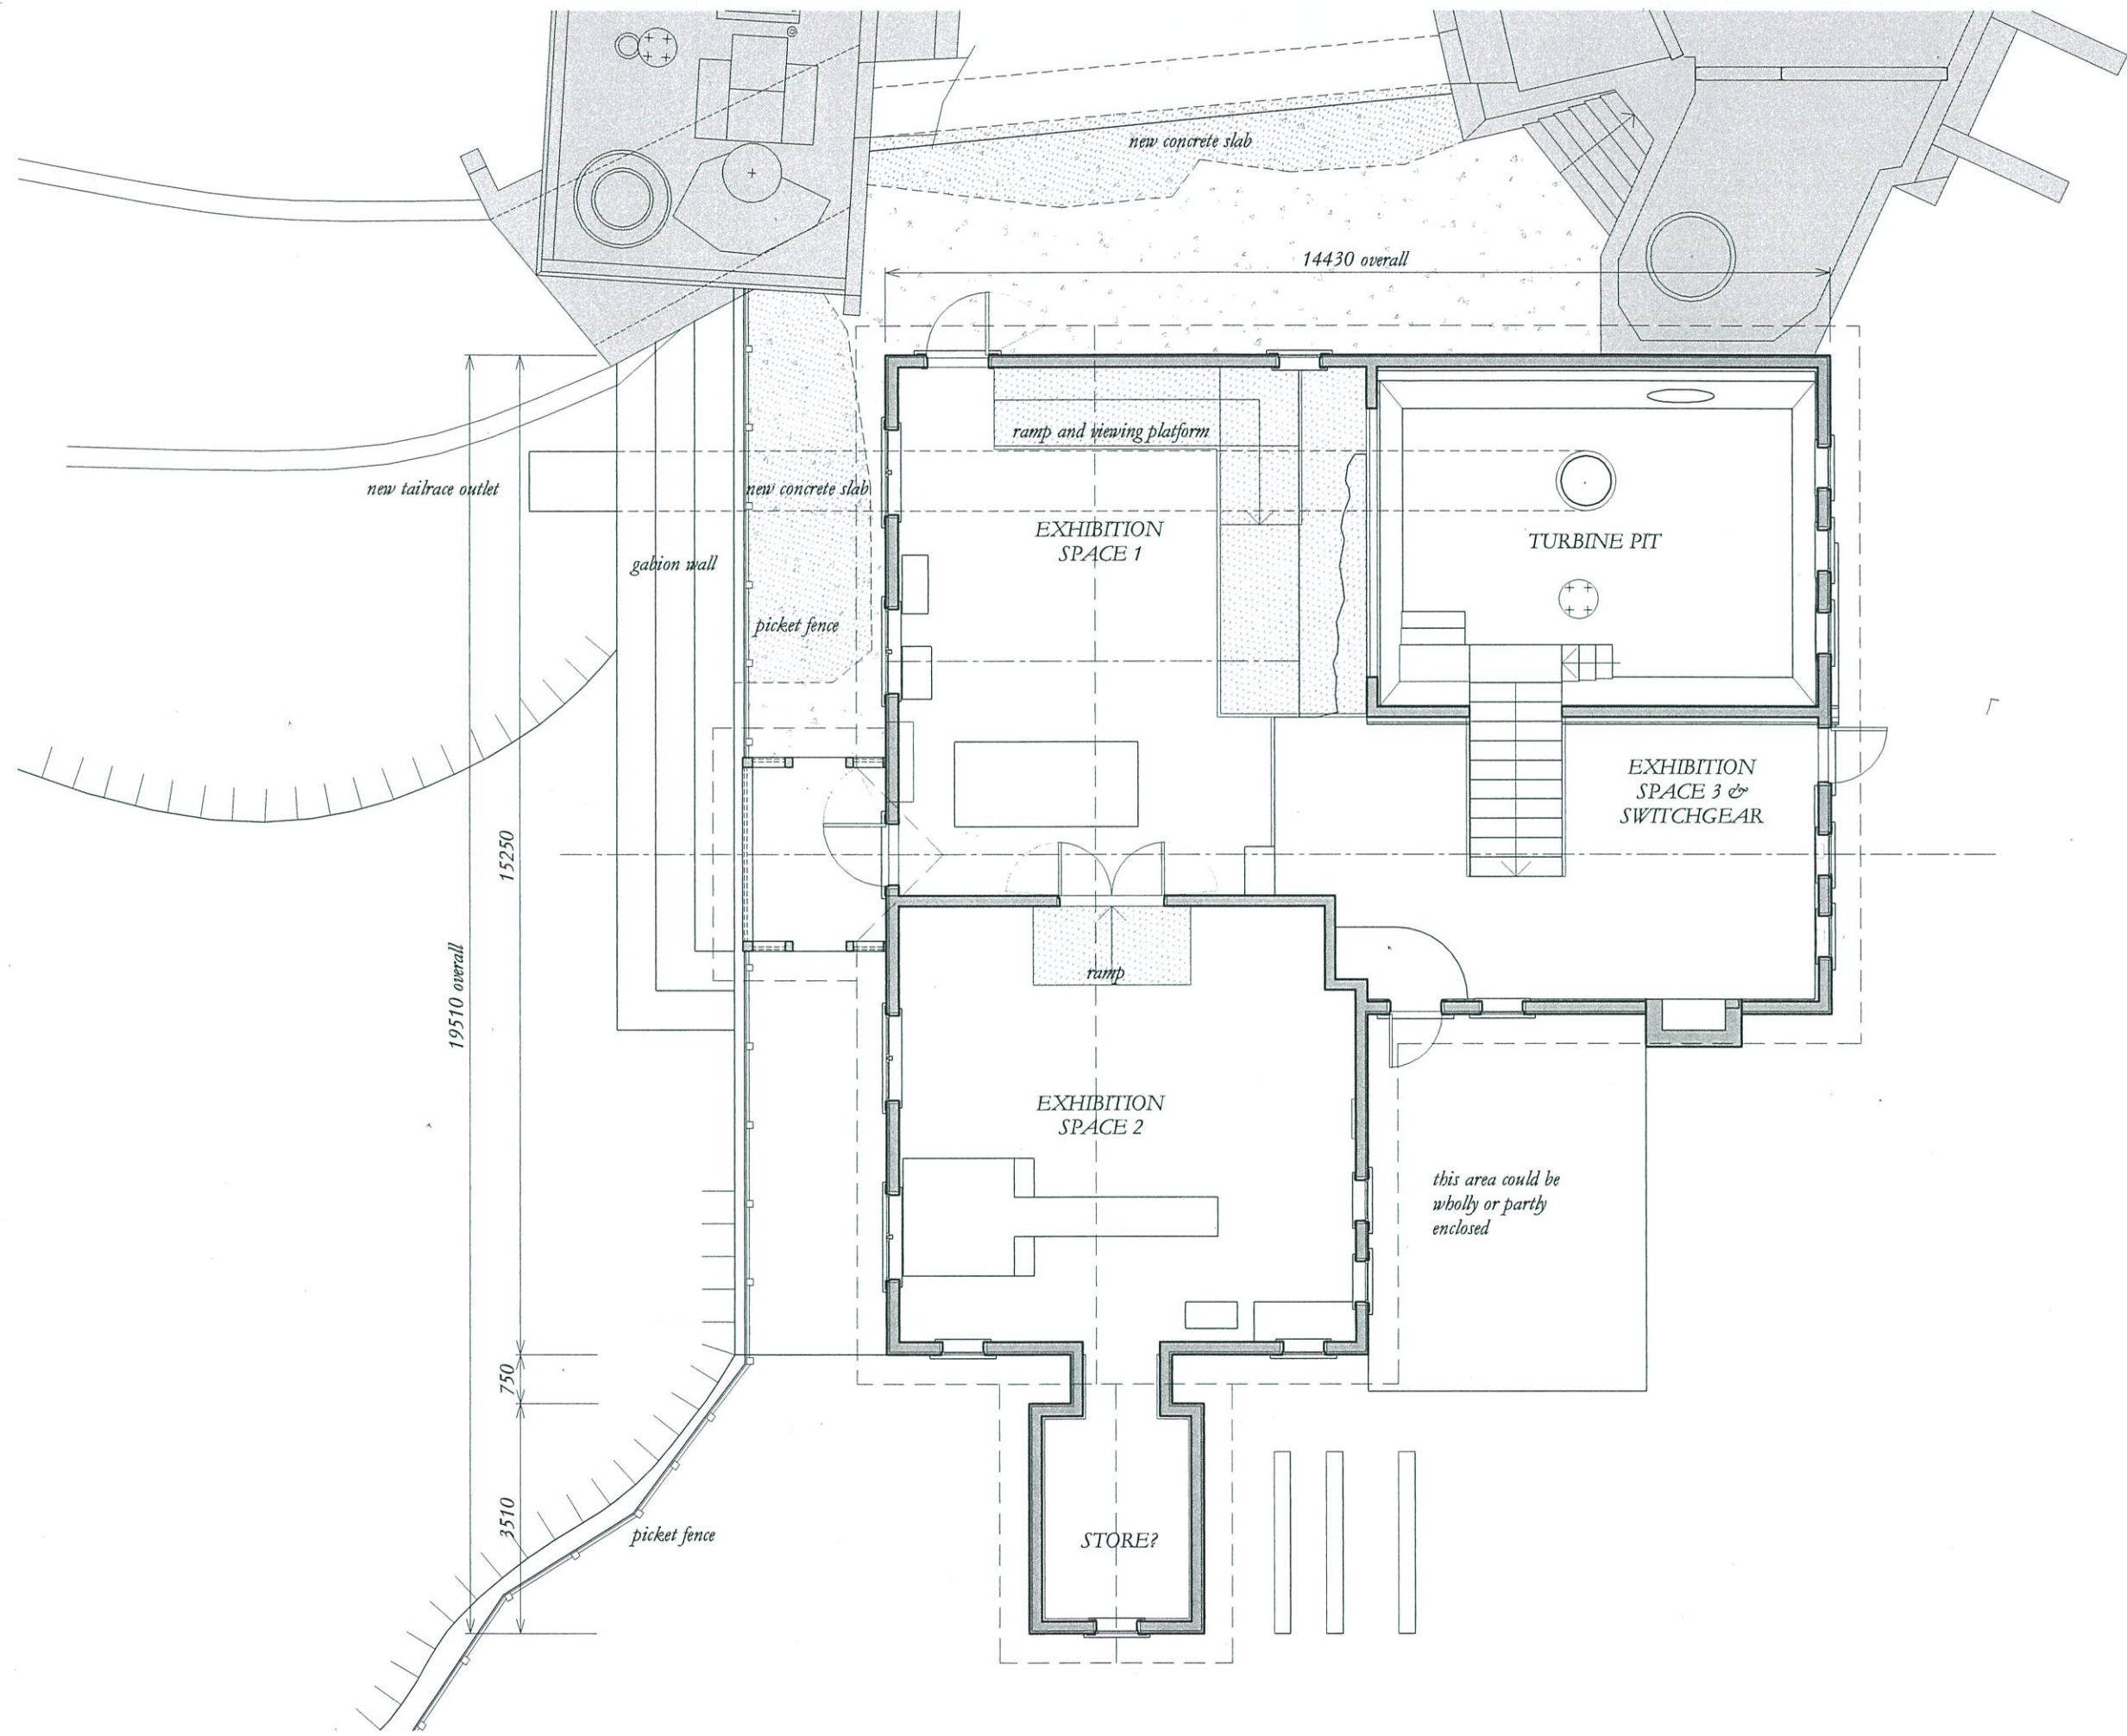 new concrete slab
14430 overall
ramp and viewing platform
new tailrace outlet
new concrete slab
EXHIBITION
SPACE 1
TURBINE PIT
gabion wall
picket fence
EXHIBITION
SPACE 3 &
SWITCHGEAR
15250
19510 overall
ramp
EXHIBITION
SPACE 2
this area could be
wholly or partly
enclosed
750
3510
picket fence
STORE?